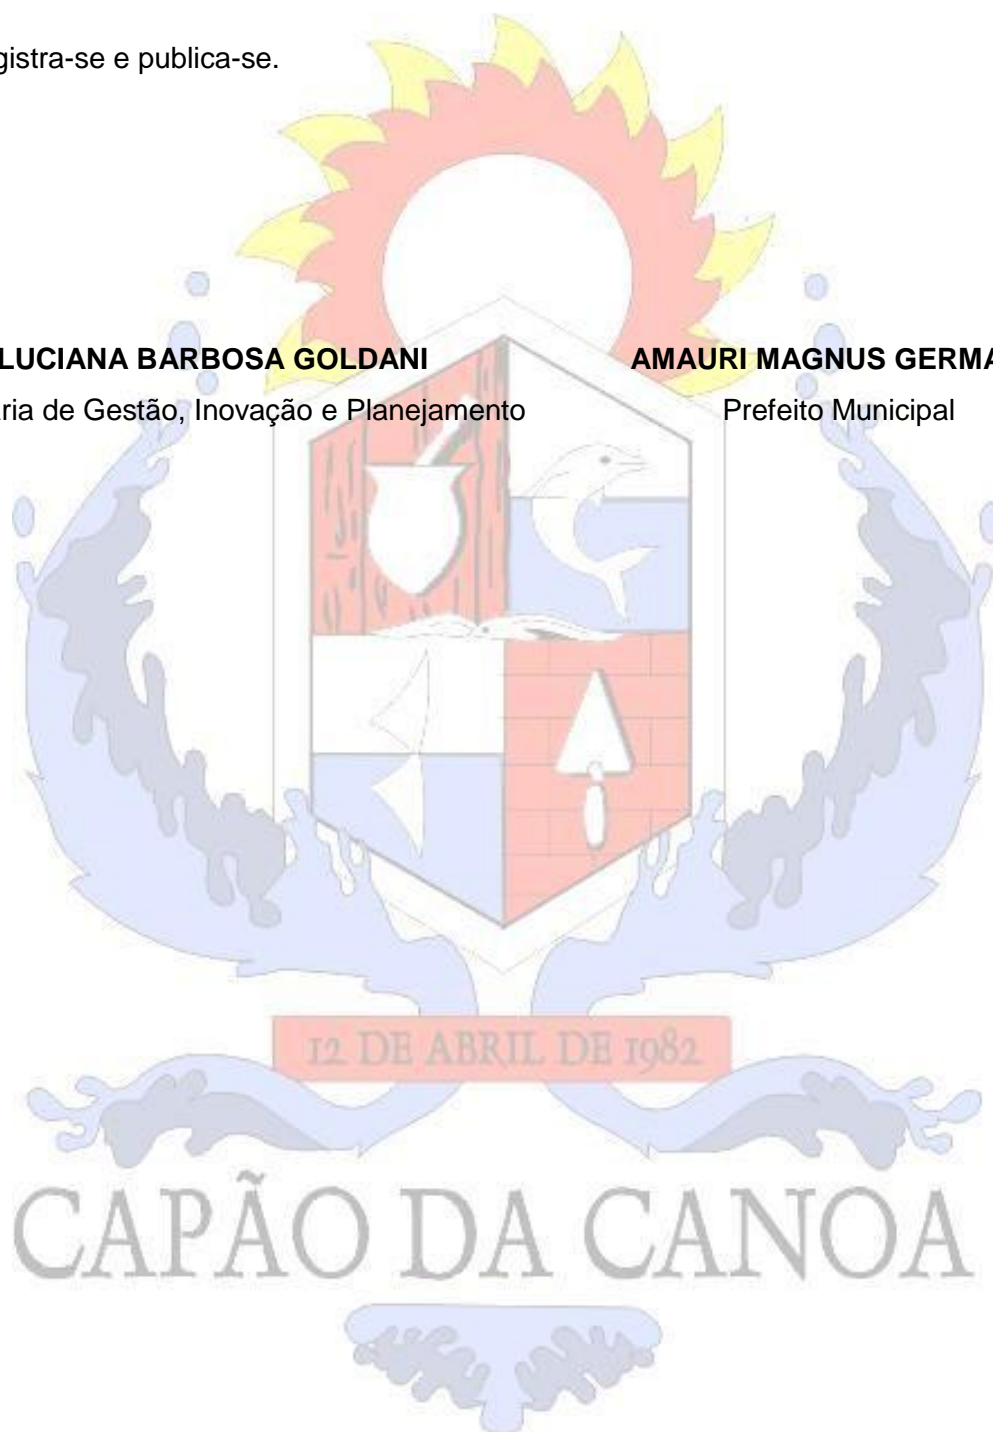 gistra-se e publica-se.
LUCIANA BARBOSA GOLDANI AMAURI MAGNUS GERMA
ria de Gestão, Inovação e Planejamento Prefeito Municipal
12 DE ABRIL DE 1982
CAPÃO DA CANOA